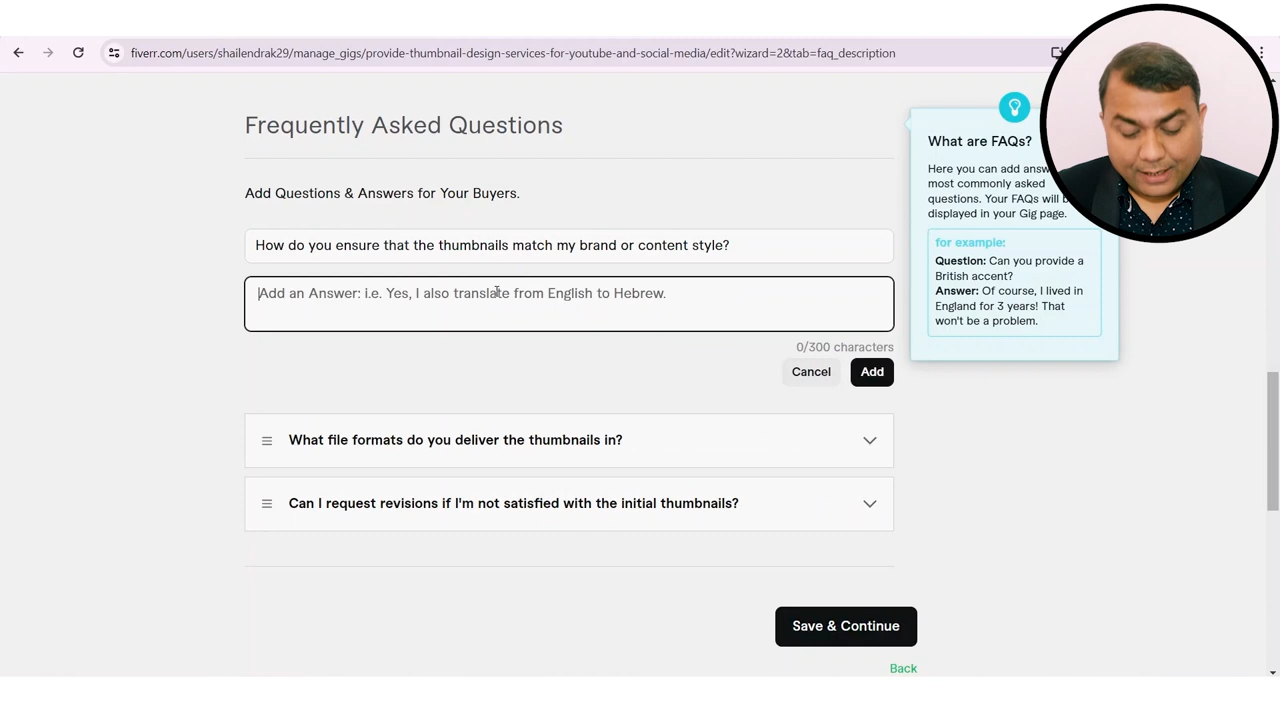 fiverr.com/users/shailendrak29/manage_gigs/provide-thumbnail-design-services-for-youtube-and-social-media/edit?wizard=2&tab=faq_description
Frequently Asked Questions
Add Questions & Answers for Your Buyers.
How do you ensure that the thumbnails match my brand or content style?
Add an Answer: i.e. Yes, I also translate from English to Hebrew.
0/300 characters
Cancel
Add
What file formats do you deliver the thumbnails in?
Can I request revisions if I'm not satisfied with the initial thumbnails?
Save & Continue
Back
What are FAQs?
Here you can add
most commonly asked
questions. Your FAQs will
displayed in your Gig page.
for example:
Question: Can you provide a
British accent?
Answer: Of course, I lived in
England for 3 years! That
won't be a problem.